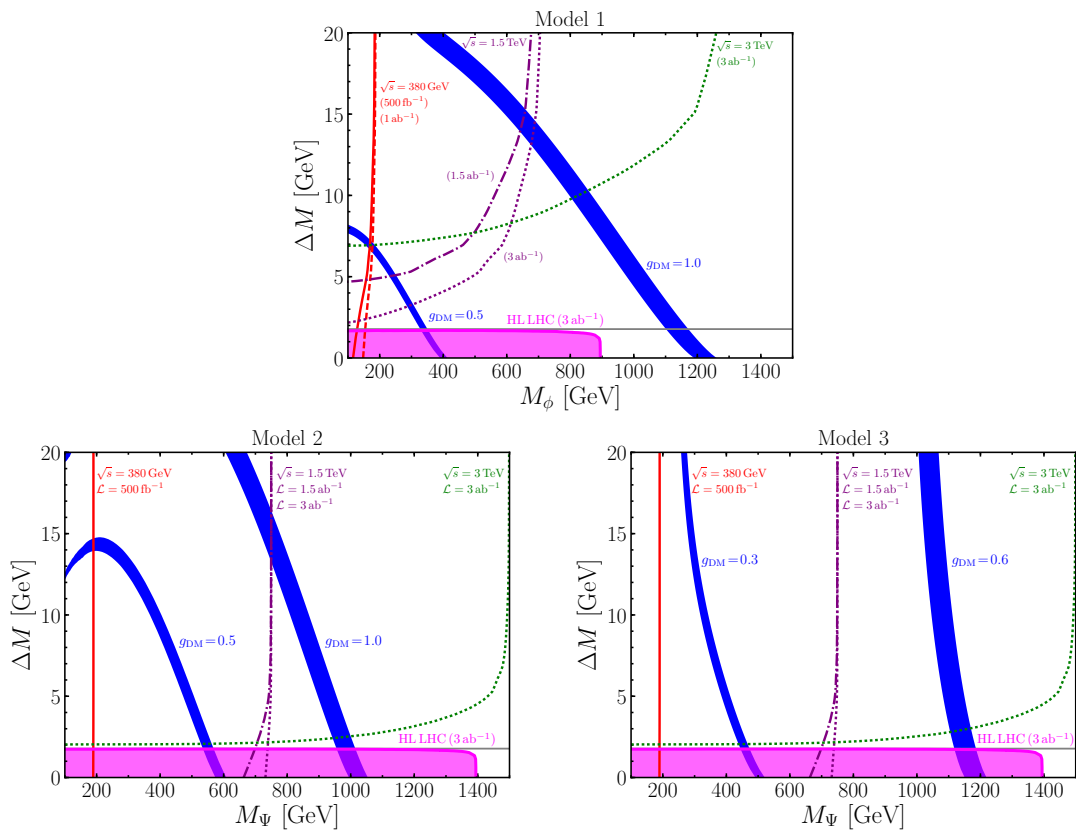 Model 1
√s = 380 GeV
(500 fb⁻¹)
(1 ab⁻¹)
√s = 1.5 TeV
√s = 3 TeV
(3 ab⁻¹)
(1.5 ab⁻¹)
(3 ab⁻¹)
g_DM = 1.0
g_DM = 0.5
HL LHC (3 ab⁻¹)
ΔM [GeV]
20
15
10
5
0
200 400 600 800 1000 1200 1400
M_ϕ [GeV]
Model 2
√s = 380 GeV
ℒ = 500 fb⁻¹
√s = 1.5 TeV
ℒ = 1.5 ab⁻¹
ℒ = 3 ab⁻¹
√s = 3 TeV
ℒ = 3 ab⁻¹
g_DM = 0.5
g_DM = 1.0
HL LHC (3 ab⁻¹)
ΔM [GeV]
20
15
10
5
0
200 400 600 800 1000 1200 1400
M_Ψ [GeV]
Model 3
√s = 380 GeV
ℒ = 500 fb⁻¹
√s = 1.5 TeV
ℒ = 1.5 ab⁻¹
ℒ = 3 ab⁻¹
√s = 3 TeV
ℒ = 3 ab⁻¹
g_DM = 0.3
g_DM = 0.6
HL LHC (3 ab⁻¹)
ΔM [GeV]
20
15
10
5
0
200 400 600 800 1000 1200 1400
M_Ψ [GeV]